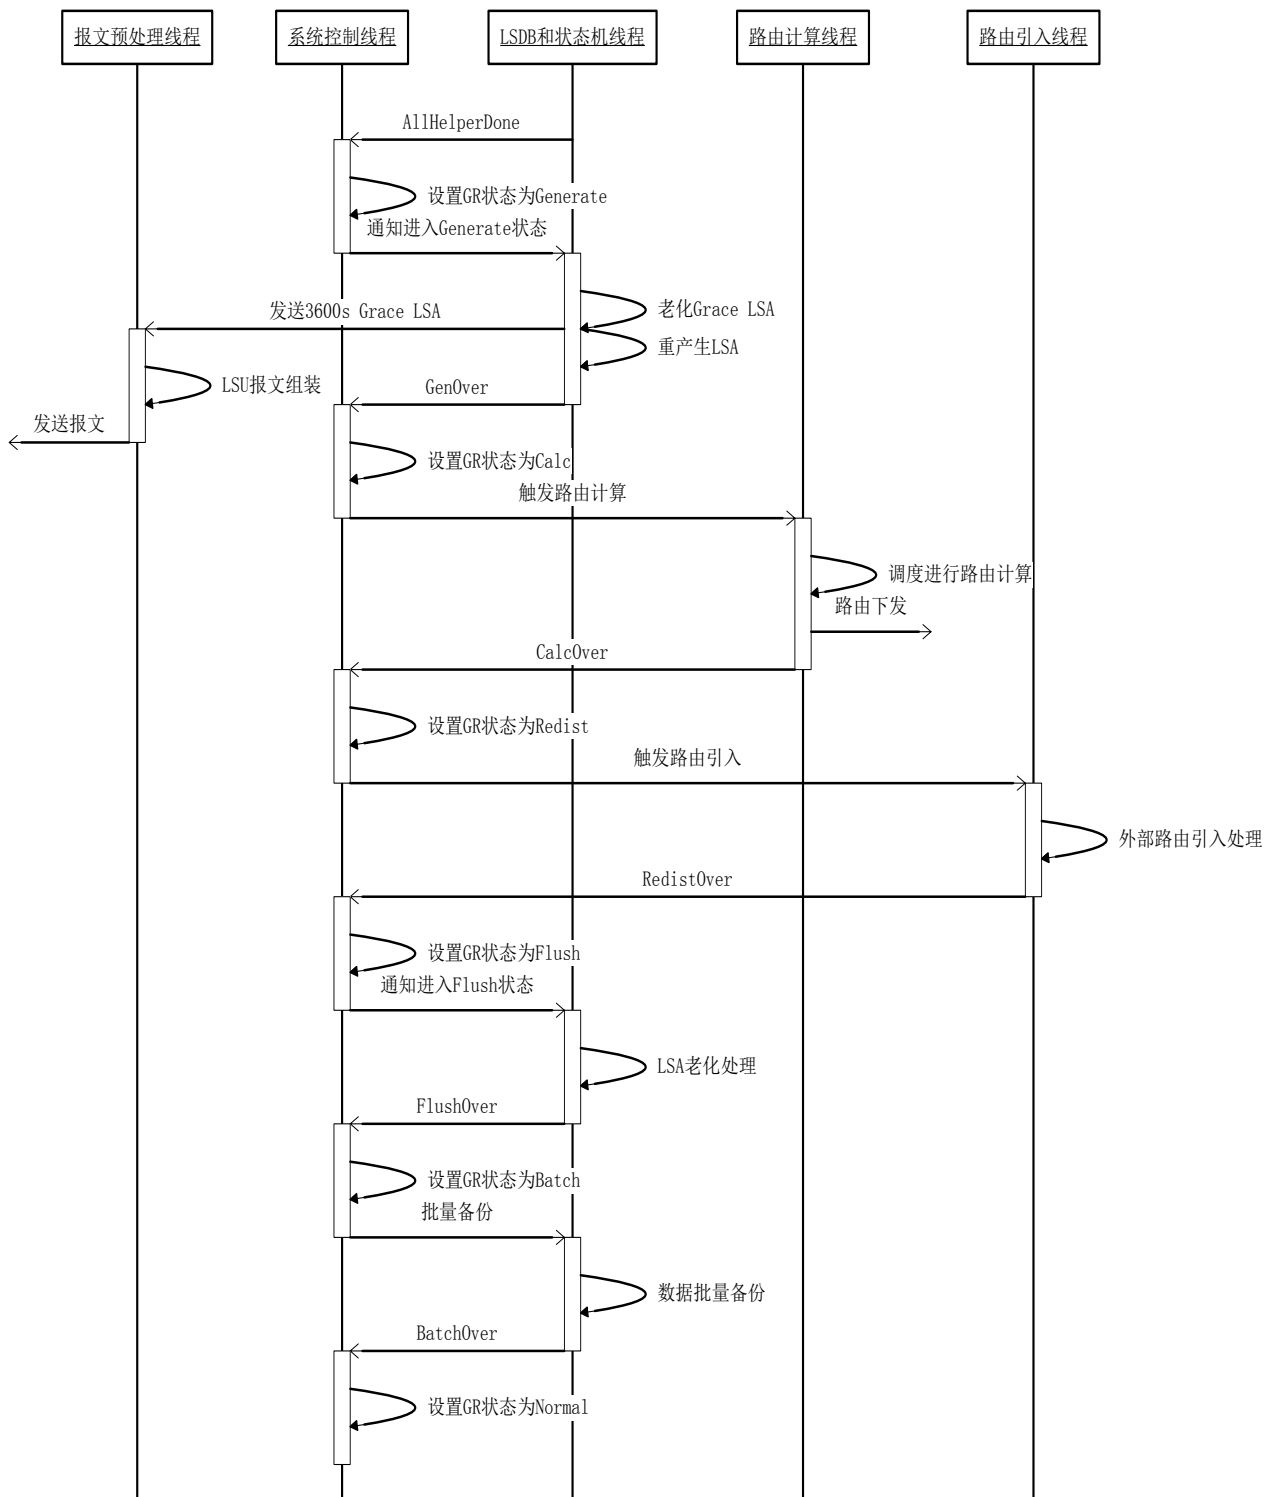 报文预处理线程
系统控制线程
LSDB和状态机线程
路由计算线程
路由引入线程
AllHelperDone
设置GR状态为Generate
通知进入Generate状态
发送3600s Grace LSA
老化Grace LSA
重产生LSA
LSU报文组装
GenOver
发送报文
设置GR状态为Calc
触发路由计算
调度进行路由计算
路由下发
CalcOver
设置GR状态为Redist
触发路由引入
外部路由引入处理
RedistOver
设置GR状态为Flush
通知进入Flush状态
LSA老化处理
FlushOver
设置GR状态为Batch
批量备份
数据批量备份
BatchOver
设置GR状态为Normal